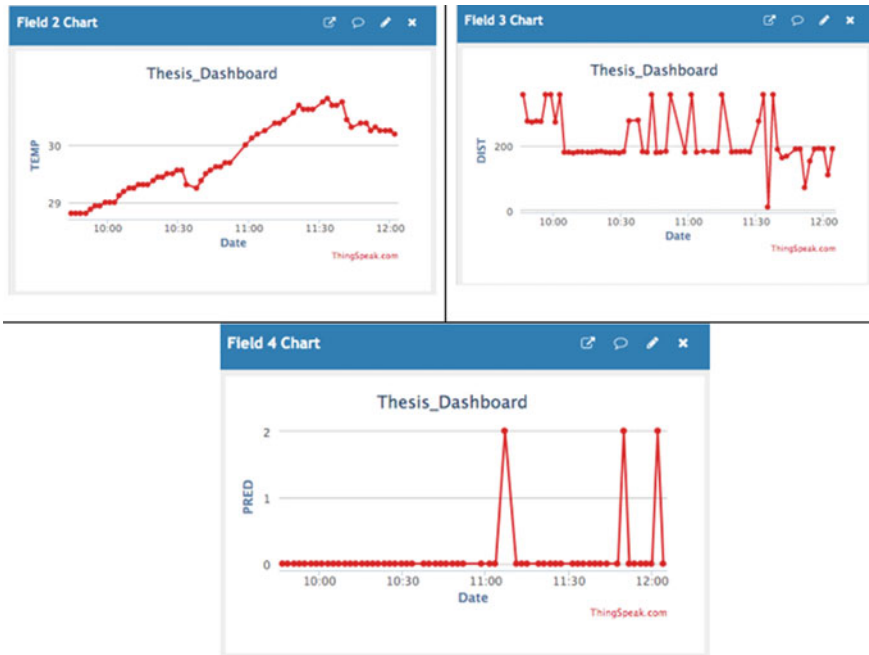 Field 2 Chart
Thesis_Dashboard
TEMP
30
29
10:00 10:30 11:00 11:30 12:00
Date
ThingSpeak.com
Field 3 Chart
Thesis_Dashboard
DIST
200
0
10:00 10:30 11:00 11:30 12:00
Date
ThingSpeak.com
Field 4 Chart
Thesis_Dashboard
PRED
2
1
0
10:00 10:30 11:00 11:30 12:00
Date
ThingSpeak.com